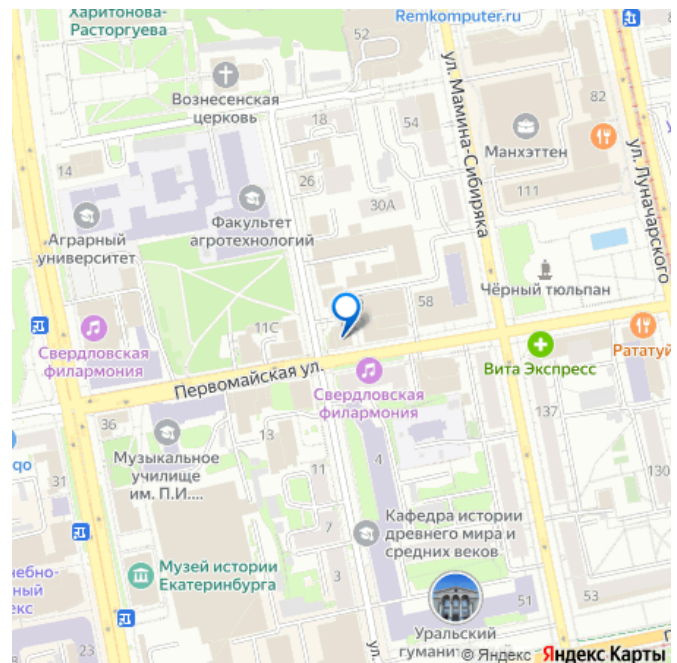 Харитонова-
Расторгуева
Remkomputer.ru
52
Вознесенская
церковь
ул. Мамина-Сибиряка
82
54
18
Манхэттен
ул. Луначарского
14
26
30А
111
Факультет
агротехнологий
Аграрный
университет
Чёрный тюльпан
58
11С
Свердловская
филармония
Вита Экспресс
Рататуй
Первомайская ул.
Свердловская
филармония
36
13
137
Музыкальное
училище
им. П.И....
4
130
31
11
Кафедра истории
древнего мира и
средних веков
7
Музей истории
Екатеринбурга
3
51
53
23
Уральский
ул.
© Яндекс Яндекс Карты